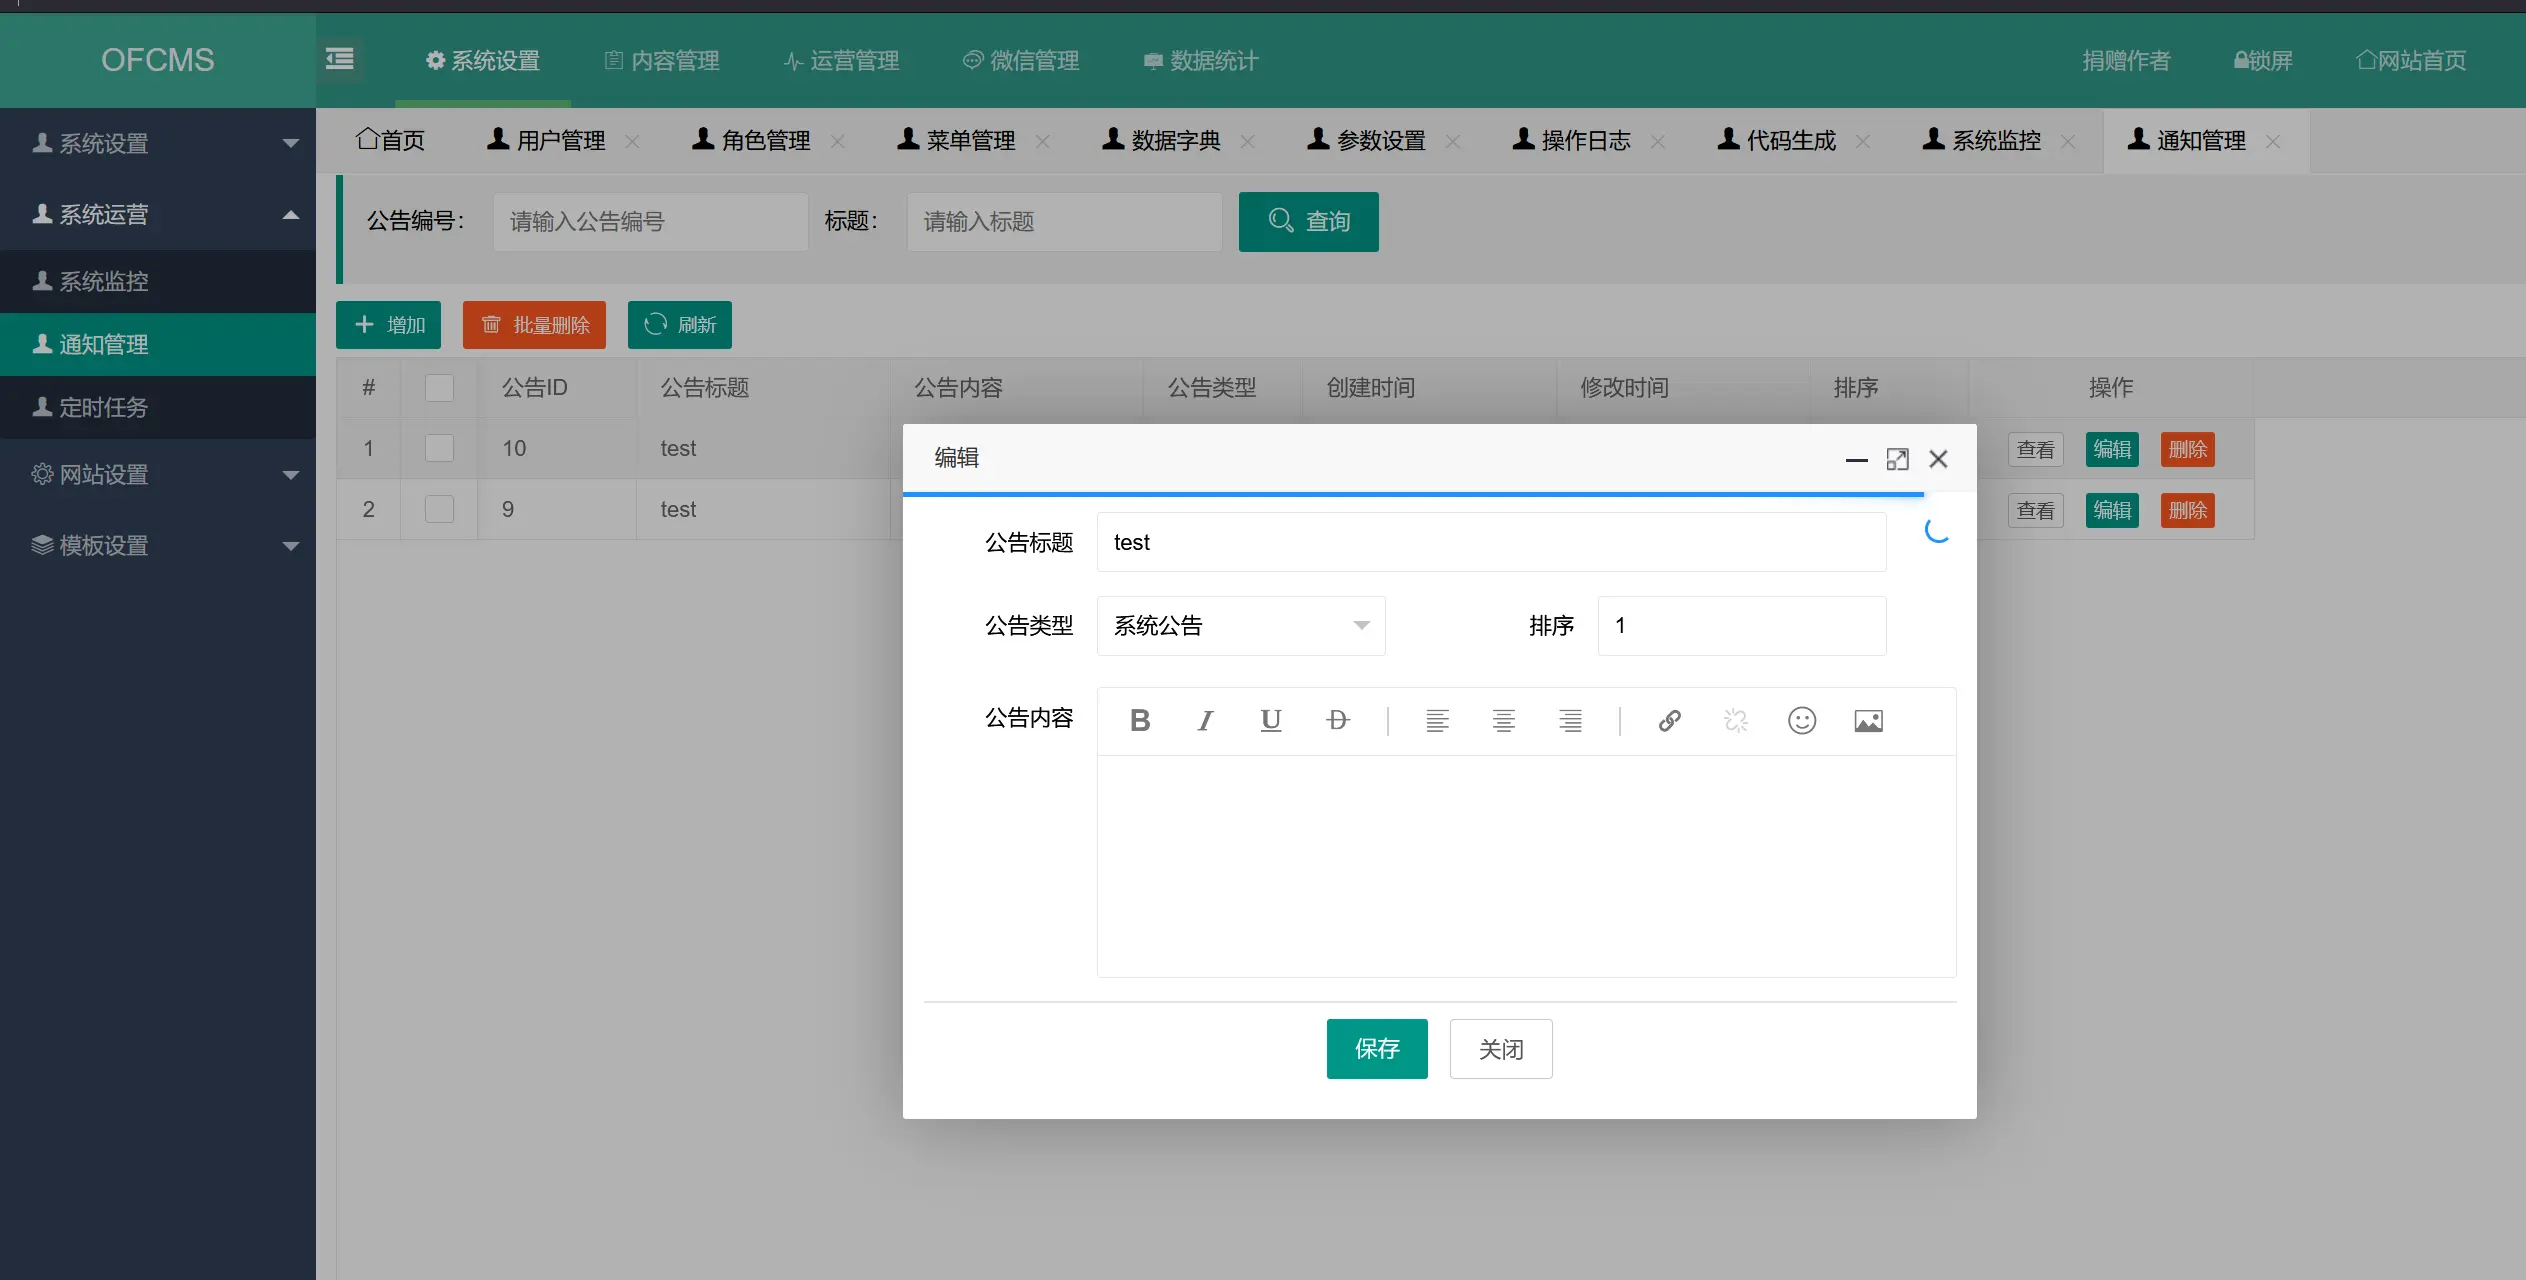 OFCMS 系统设置 内容管理 运营管理 微信管理 数据统计 捐赠作者 锁屏 网站首页
系统设置
系统运营
系统监控
通知管理
定时任务
网站设置
模板设置
首页 用户管理 角色管理 菜单管理 数据字典 参数设置 操作日志 代码生成 系统监控 通知管理
公告编号: 请输入公告编号 标题: 请输入标题 查询
增加 批量删除 刷新
# 公告ID 公告标题 公告内容 公告类型 创建时间 修改时间 排序 操作
1 10 test 查看 编辑 删除
2 9 test 查看 编辑 删除
编辑
公告标题 test
公告类型 系统公告 排序 1
公告内容 B I U D
保存 关闭